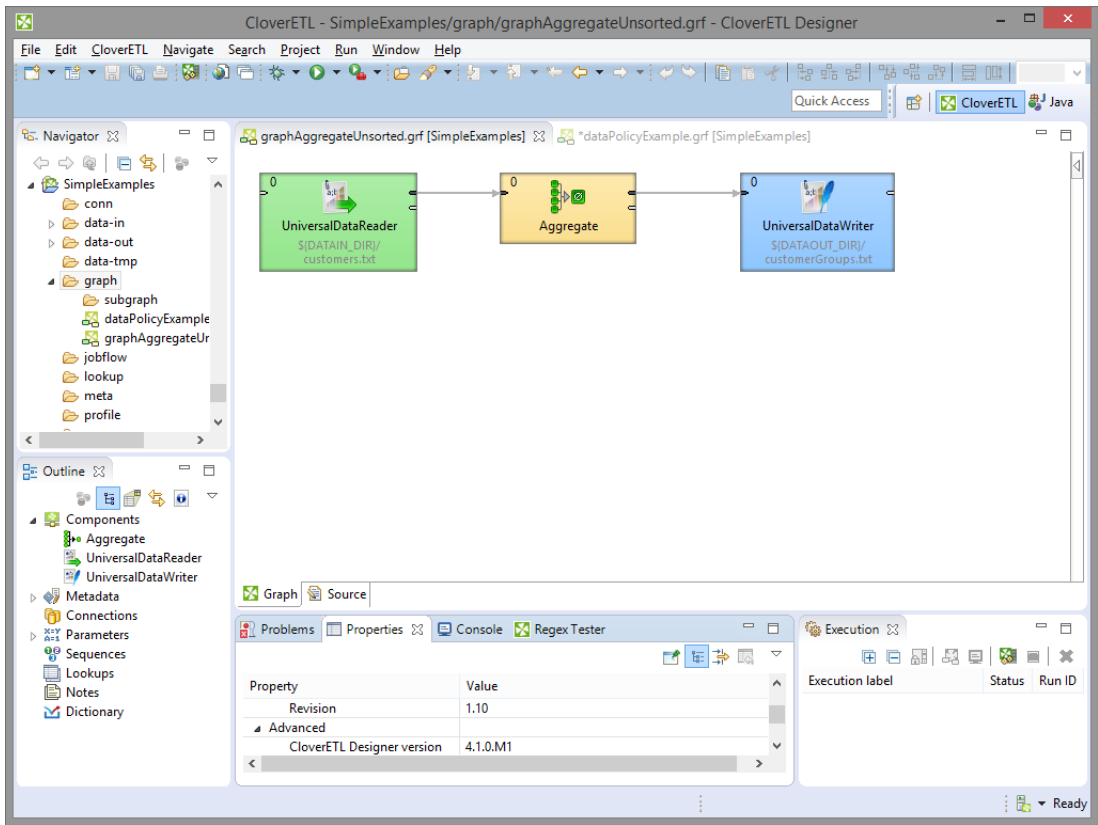 CloverETL - SimpleExamples/graph/graphAggregateUnsorted.grf - CloverETL Designer
File Edit CloverETL Navigate Search Project Run Window Help
Quick Access
CloverETL
Java
Navigator
SimpleExamples
conn
data-in
data-out
data-tmp
graph
subgraph
dataPolicyExample
graphAggregateUr
jobflow
lookup
meta
profile
graphAggregateUnsorted.grf [SimpleExamples]
*dataPolicyExample.grf [SimpleExamples]
0
UniversalDataReader
${DATAIN_DIR}/
customers.txt
0
Aggregate
0
UniversalDataWriter
${DATAOUT_DIR}/
customerGroups.txt
Graph
Source
Outline
Components
Aggregate
UniversalDataReader
UniversalDataWriter
Metadata
Connections
Parameters
Sequences
Lookups
Notes
Dictionary
Problems
Properties
Console
Regex Tester
Property Value
Revision 1.10
Advanced
CloverETL Designer version 4.1.0.M1
Execution
Execution label Status Run ID
Ready